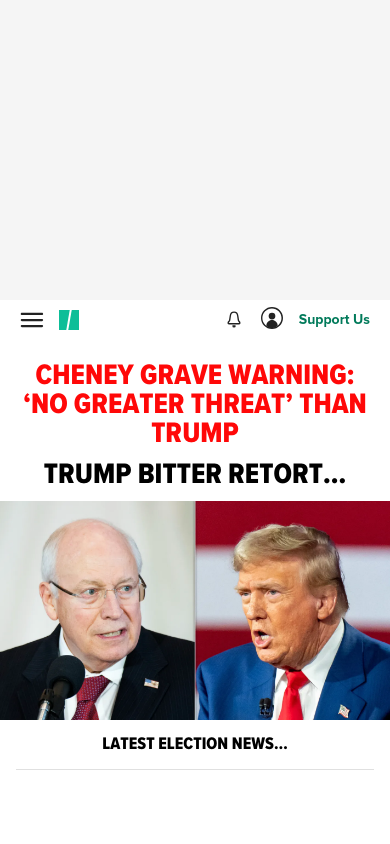 Support Us
CHENEY GRAVE WARNING:
‘NO GREATER THREAT’ THAN
TRUMP
TRUMP BITTER RETORT...
LATEST ELECTION NEWS...